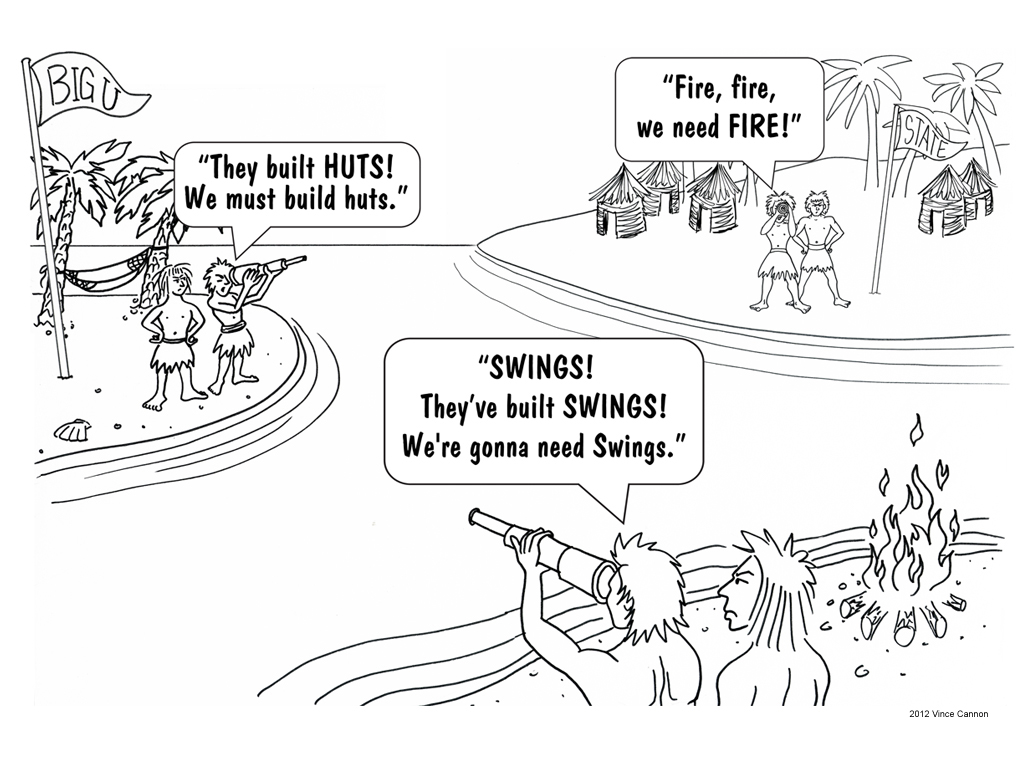 BIG U
"They built HUTS!
We must build huts."
"Fire, fire,
we need FIRE!"
STATE
"SWINGS!
They've built SWINGS!
We're gonna need Swings."
2012 Vince Cannon